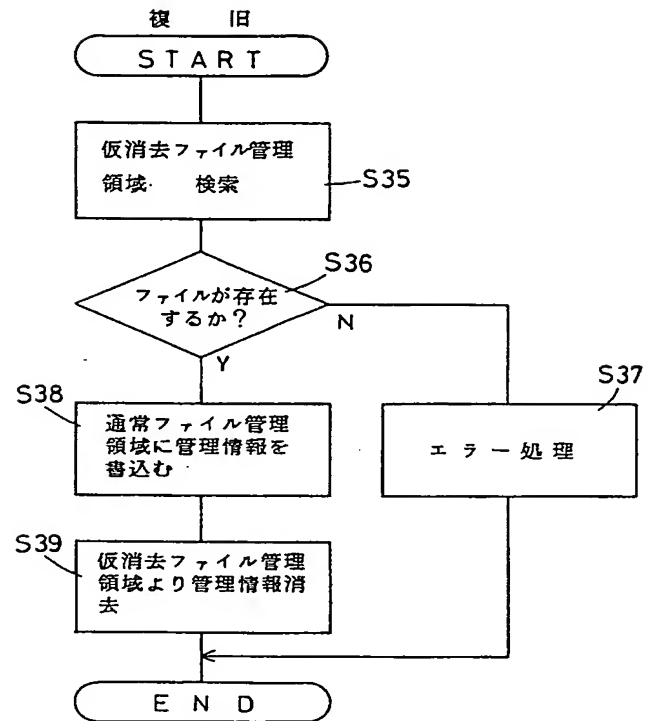 復 旧
START
仮消去ファイル管理
領域 検索
S35
S36
ファイルが存在
するか?
N
Y
S38
通常ファイル管理
領域に管理情報を
書込む
S37
エラー処理
S39
仮消去ファイル管理
領域より管理情報消
去
END